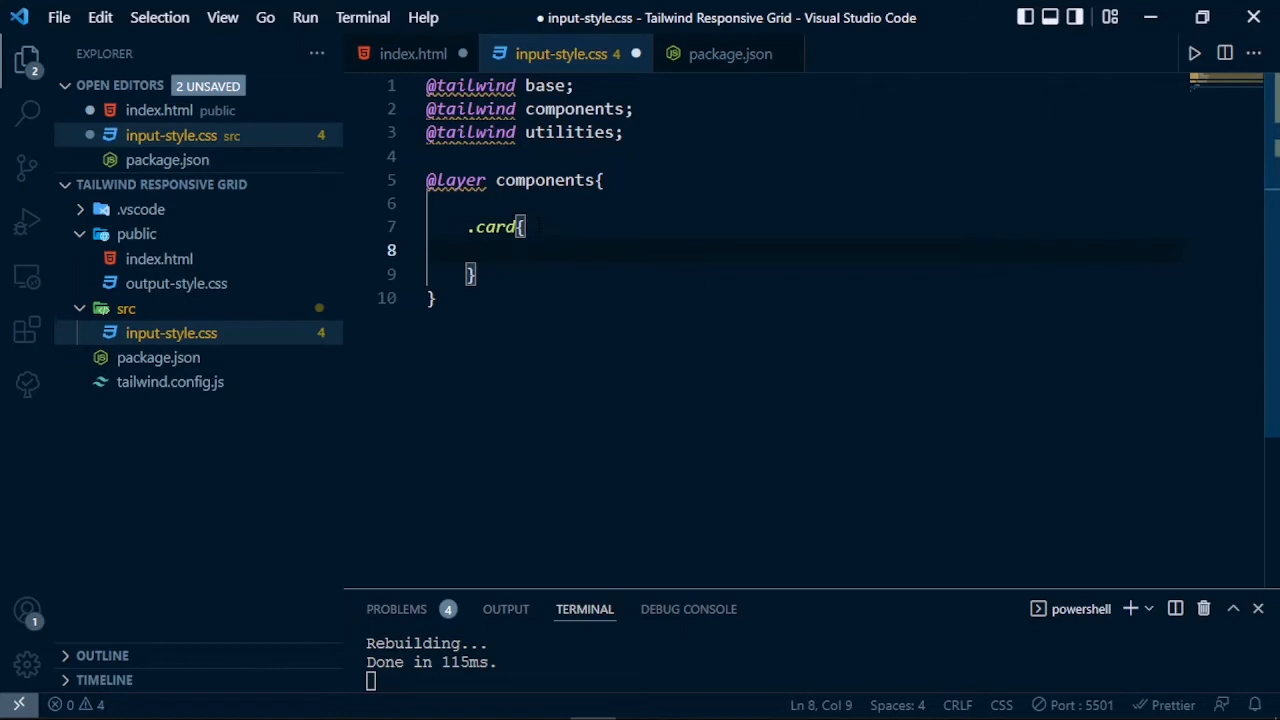 File Edit Selection View Go Run Terminal Help ● input-style.css - Tailwind Responsive Grid - Visual Studio Code
EXPLORER
index.html ● input-style.css 4 ● package.json
OPEN EDITORS 2 UNSAVED
● index.html public
● input-style.css src 4
package.json
TAILWIND RESPONSIVE GRID
.vscode
public
index.html
output-style.css
src
input-style.css 4
package.json
tailwind.config.js
OUTLINE
TIMELINE
2
1
1 @tailwind base;
2 @tailwind components;
3 @tailwind utilities;
4
5 @layer components{
6
7 .card{
8
9 }
10 }
PROBLEMS 4 OUTPUT TERMINAL DEBUG CONSOLE powershell
Rebuilding...
Done in 115ms.
0 4 Ln 8, Col 9 Spaces: 4 CRLF CSS Port : 5501 Prettier